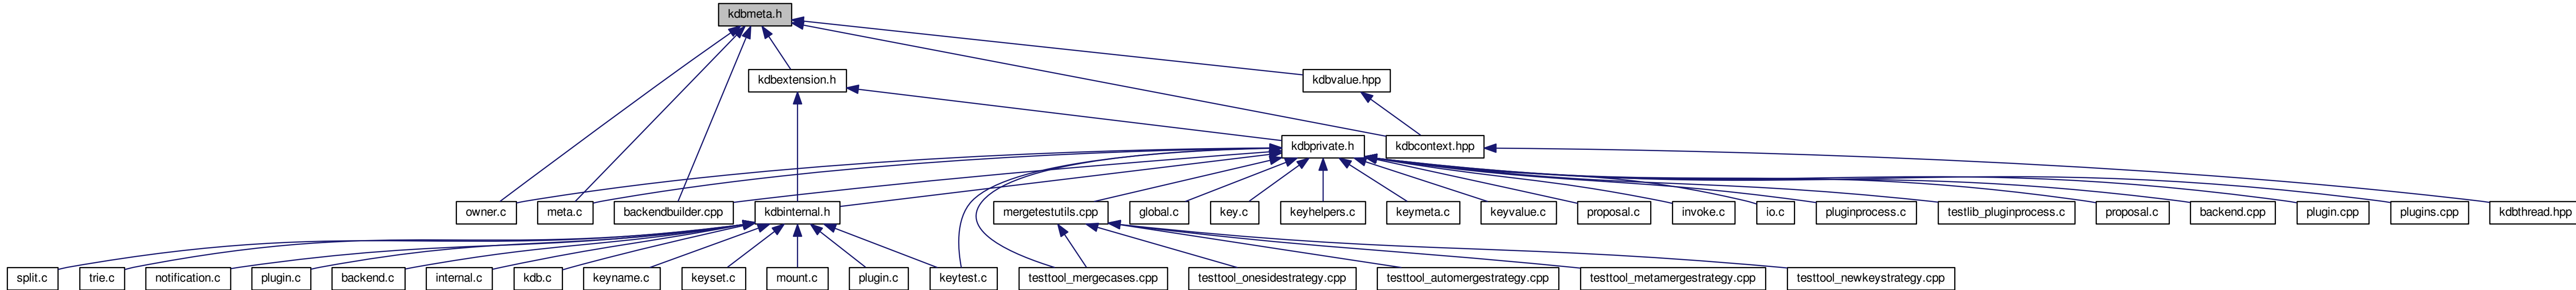 kdbmeta.h
kdbextension.h
kdbvalue.hpp
kdbprivate.h
kdbcontext.hpp
owner.c
meta.c
backendbuilder.cpp
kdbinternal.h
mergetestutils.cpp
global.c
key.c
keyhelpers.c
keymeta.c
keyvalue.c
proposal.c
invoke.c
io.c
pluginprocess.c
testlib_pluginprocess.c
proposal.c
backend.cpp
plugin.cpp
plugins.cpp
kdbthread.hpp
split.c
trie.c
notification.c
plugin.c
backend.c
internal.c
kdb.c
keyname.c
keyset.c
mount.c
plugin.c
keytest.c
testtool_mergecases.cpp
testtool_onesidestrategy.cpp
testtool_automergestrategy.cpp
testtool_metamergestrategy.cpp
testtool_newkeystrategy.cpp